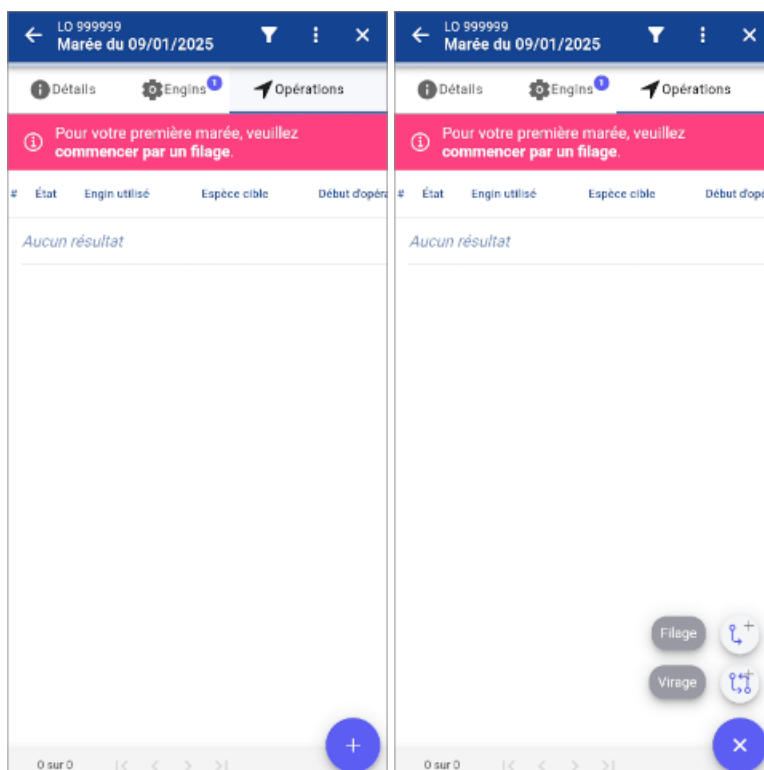 LO 999999
Marée du 09/01/2025
Détails
Engins 1
Opérations
Pour votre première marée, veuillez
commencer par un filage.
# État Engin utilisé Espèce cible Début d'opéra
Aucun résultat
0 sur 0
LO 999999
Marée du 09/01/2025
Détails
Engins 1
Opérations
Pour votre première marée, veuillez
commencer par un filage.
# État Engin utilisé Espèce cible Début d'opé
Aucun résultat
Filage
Virage
0 sur 0